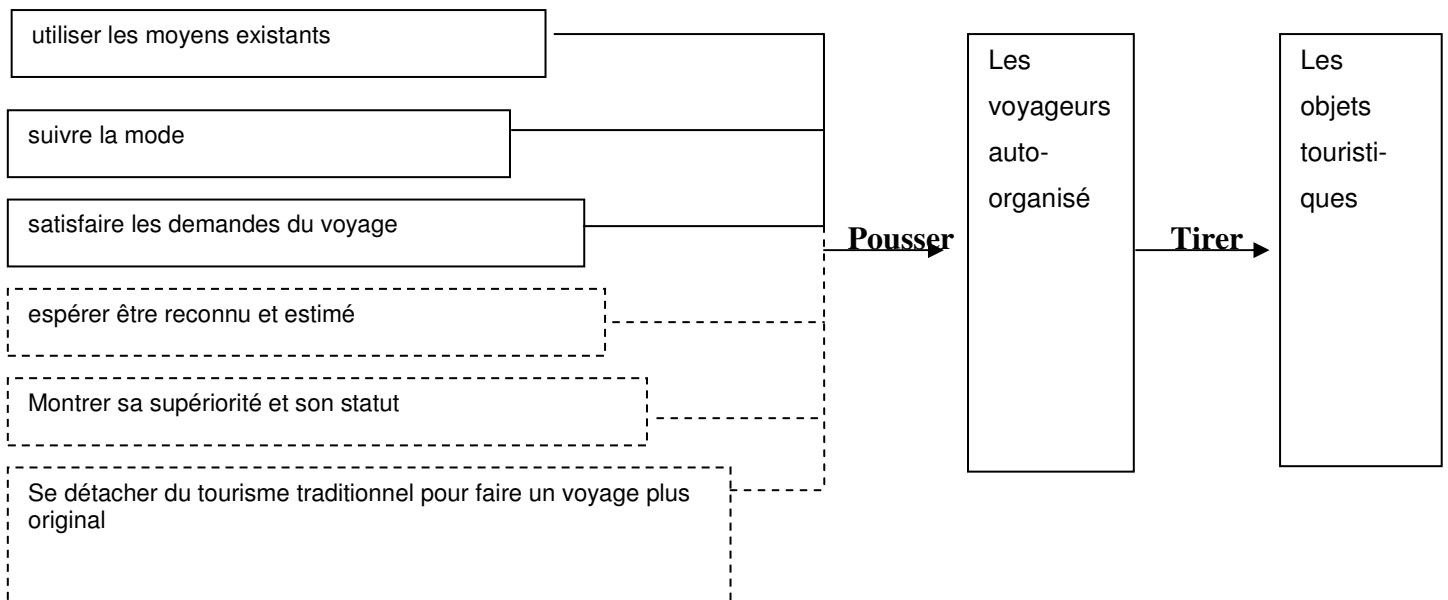 utiliser les moyens existants
suivre la mode
satisfaire les demandes du voyage
espérer être reconnu et estimé
Montrer sa supériorité et son statut
Se détacher du tourisme traditionnel pour faire un voyage plus
original
Pousser
Les
voyageurs
auto-
organisé
Tirer
Les
objets
touristi-
ques